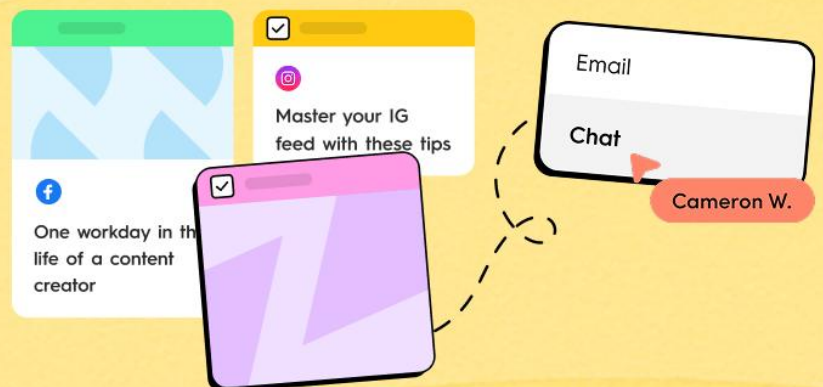 Master your IG
feed with these tips
One workday in th
life of a content
creator
Email
Chat
Cameron W.